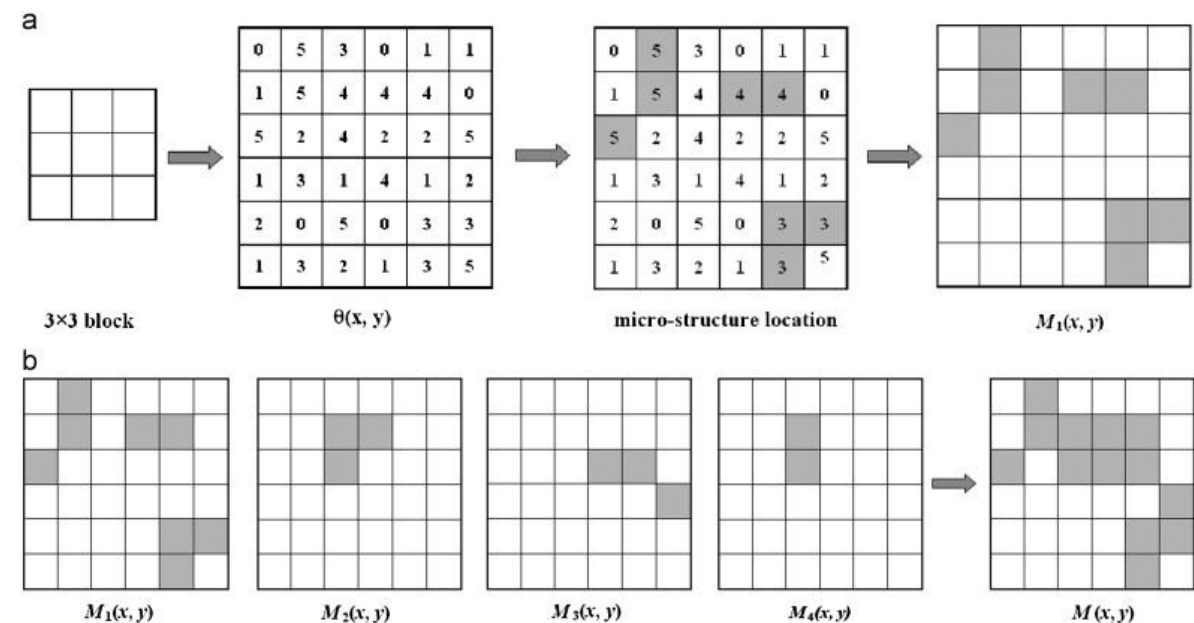 a
0 5 3 0 1 1
1 5 4 4 4 0
5 2 4 2 2 5
1 3 1 4 1 2
2 0 5 0 3 3
1 3 2 1 3 5
0 5 3 0 1 1
1 5 4 4 4 0
5 2 4 2 2 5
1 3 1 4 1 2
2 0 5 0 3 3
1 3 2 1 3 5
3×3 block
θ(x, y)
micro-structure location
M₁(x, y)
b
M₁(x, y)
M₂(x, y)
M₃(x, y)
M₄(x, y)
M(x, y)